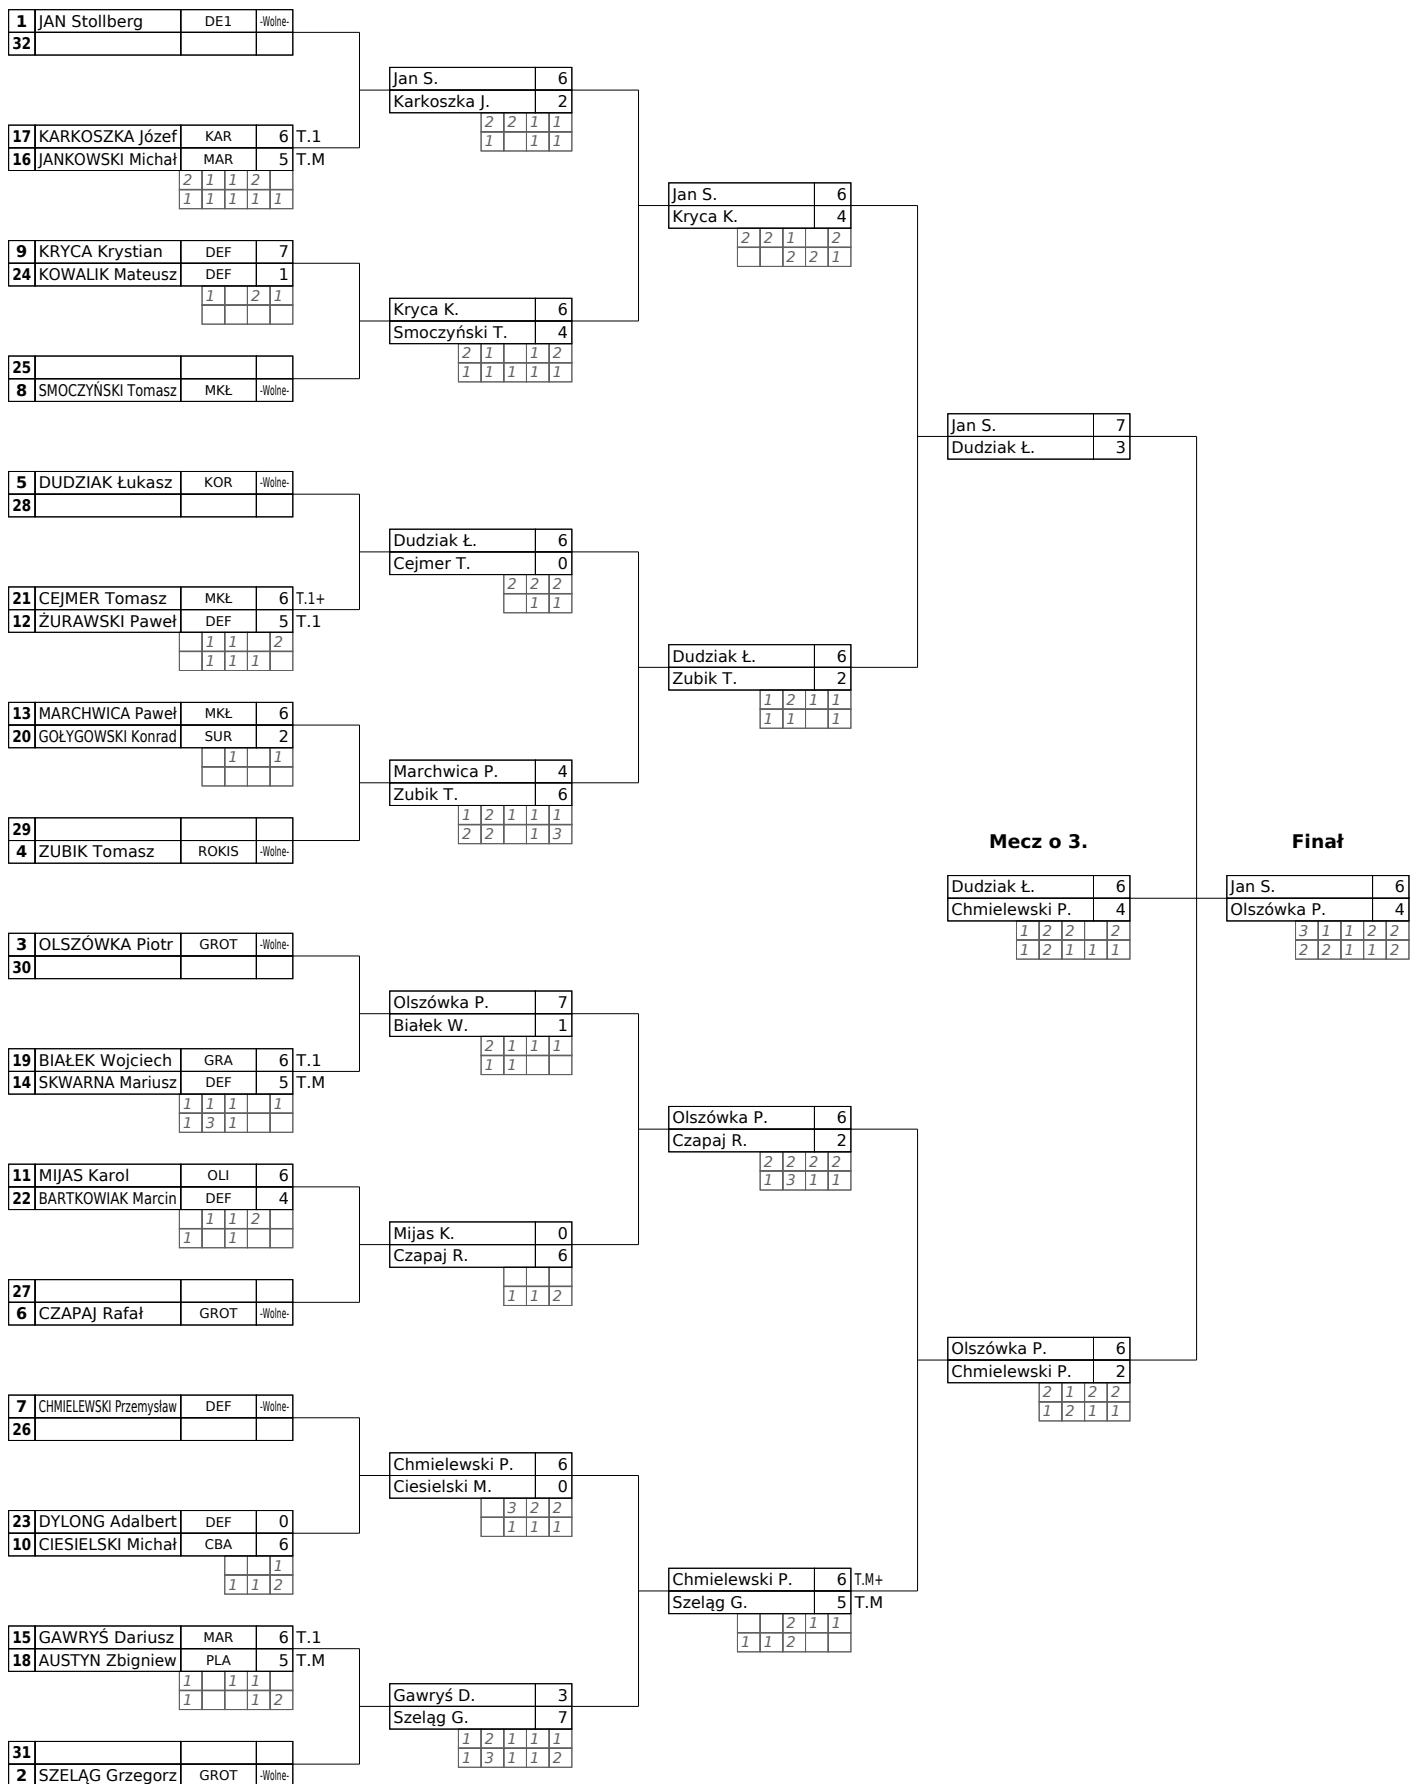 1 JAN Stollberg DE1 -Wolne-
32
Jan S. 6
Karkoszka J. 2
2 2 1 1
1 1 1
17 KARKOSZKA Józef KAR 6 T.1
16 JANKOWSKI Michał MAR 5 T.M
2 1 1 2
1 1 1 1 1
Jan S. 6
Kryca K. 4
2 2 1 2
2 2 1
9 KRYCA Krystian DEF 7
24 KOWALIK Mateusz DEF 1
1 2 1
Kryca K. 6
Smoczyński T. 4
2 1 1 2
1 1 1 1 1
25
8 SMOCZYŃSKI Tomasz MKŁ -Wolne-
Jan S. 7
Dudziak Ł. 3
5 DUDZIAK Łukasz KOR -Wolne-
28
Dudziak Ł. 6
Cejmer T. 0
2 2 2
1 1
21 CEJMER Tomasz MKŁ 6 T.1+
12 ŻURAWSKI Paweł DEF 5 T.1
1 1 2
1 1 1
Dudziak Ł. 6
Zubik T. 2
1 2 1 1
1 1 1
13 MARCHWICA Paweł MKŁ 6
20 GOŁYGOWSKI Konrad SUR 2
1 1
Marchwica P. 4
Zubik T. 6
1 2 1 1 1
2 2 1 3
29
4 ZUBIK Tomasz ROKIS -Wolne-
Mecz o 3. Finał
Dudziak Ł. 6
Chmielewski P. 4
1 2 2 2
1 2 1 1 1
Jan S. 6
Olszówka P. 4
3 1 1 2 2
2 2 1 1 2
3 OLSZÓWKA Piotr GROT -Wolne-
30
Olszówka P. 7
Białek W. 1
2 1 1 1
1 1
19 BIAŁEK Wojciech GRA 6 T.1
14 SKWARNA Mariusz DEF 5 T.M
1 1 1 1
1 3 1
Olszówka P. 6
Czapaj R. 2
2 2 2 2
1 3 1 1
11 MIJAS Karol OLI 6
22 BARTKOWIAK Marcin DEF 4
1 1 2
1 1
Mijas K. 0
Czapaj R. 6
1 1 2
27
6 CZAPAJ Rafał GROT -Wolne-
Olszówka P. 6
Chmielewski P. 2
2 1 2 2
1 2 1 1
7 CHMIELEWSKI Przemysław DEF -Wolne-
26
Chmielewski P. 6
Ciesielski M. 0
3 2 2
1 1 1
23 DYLONG Adalbert DEF 0
10 CIESIELSKI Michał CBA 6
1
1 1 2
Chmielewski P. 6 T.M+
Szeląg G. 5 T.M
2 1 1
1 1 2
15 GAWRYŚ Dariusz MAR 6 T.1
18 AUSTYN Zbigniew PLA 5 T.M
1 1 1
1 1 2
Gawryś D. 3
Szeląg G. 7
1 2 1 1 1
1 3 1 1 2
31
2 SZELĄG Grzegorz GROT -Wolne-